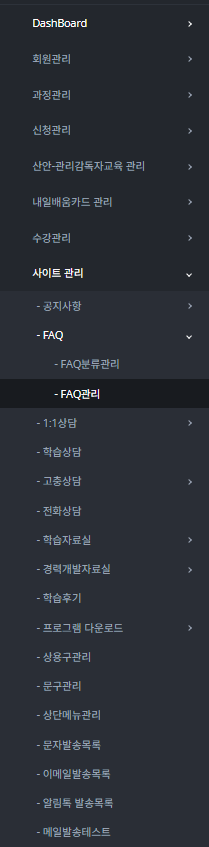 DashBoard
회원관리
과정관리
신청관리
산안-관리감독자교육 관리
내일배움카드 관리
수강관리
사이트 관리
- 공지사항
- FAQ
- FAQ분류관리
- FAQ관리
- 1:1상담
- 학습상담
- 고충상담
- 전화상담
- 학습자료실
- 경력개발자료실
- 학습후기
- 프로그램 다운로드
- 상용구관리
- 문구관리
- 상단메뉴관리
- 문자발송목록
- 이메일발송목록
- 알림톡 발송목록
- 메일발송테스트